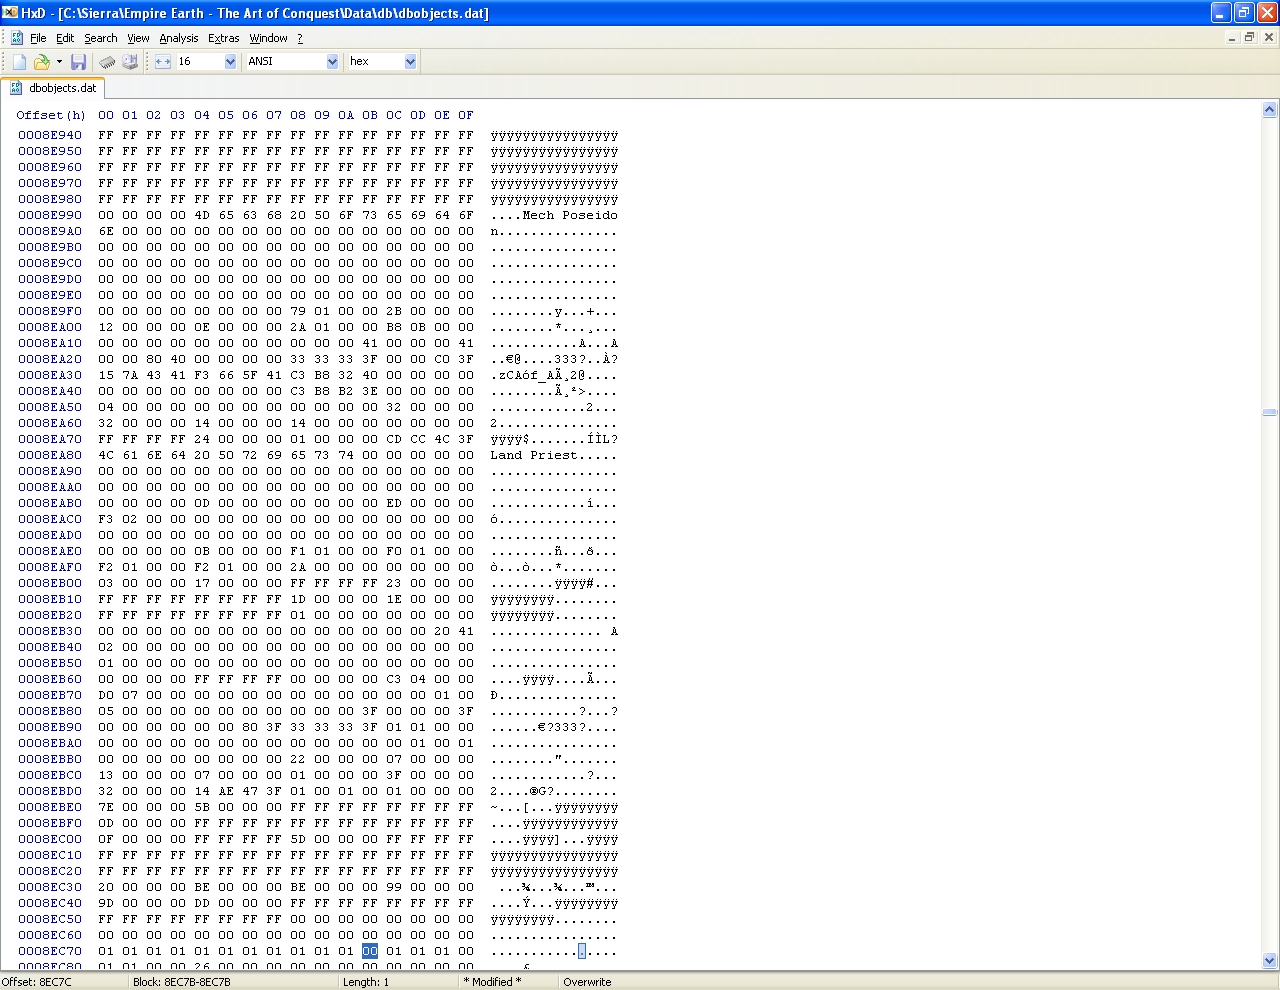 HxD - [C:\Sierra\Empire Earth - The Art of Conquest\Data\db\dbobjects.dat]
File Edit Search View Analysis Extras Window ?
16 ANSI hex
dbobjects.dat
Offset(h) 00 01 02 03 04 05 06 07 08 09 0A 0B 0C 0D 0E 0F
0008E940 FF FF FF FF FF FF FF FF FF FF FF FF FF FF FF FF ÿÿÿÿÿÿÿÿÿÿÿÿÿÿÿÿ
0008E950 FF FF FF FF FF FF FF FF FF FF FF FF FF FF FF FF ÿÿÿÿÿÿÿÿÿÿÿÿÿÿÿÿ
0008E960 FF FF FF FF FF FF FF FF FF FF FF FF FF FF FF FF ÿÿÿÿÿÿÿÿÿÿÿÿÿÿÿÿ
0008E970 FF FF FF FF FF FF FF FF FF FF FF FF FF FF FF FF ÿÿÿÿÿÿÿÿÿÿÿÿÿÿÿÿ
0008E980 FF FF FF FF FF FF FF FF FF FF FF FF FF FF FF FF ÿÿÿÿÿÿÿÿÿÿÿÿÿÿÿÿ
0008E990 00 00 00 00 4D 65 63 68 20 50 6F 73 65 69 64 6F ....Mech Poseido
0008E9A0 6E 00 00 00 00 00 00 00 00 00 00 00 00 00 00 00 n...............
0008E9B0 00 00 00 00 00 00 00 00 00 00 00 00 00 00 00 00 ................
0008E9C0 00 00 00 00 00 00 00 00 00 00 00 00 00 00 00 00 ................
0008E9D0 00 00 00 00 00 00 00 00 00 00 00 00 00 00 00 00 ................
0008E9E0 00 00 00 00 00 00 00 00 00 00 00 00 00 00 00 00 ................
0008E9F0 00 00 00 00 00 00 00 00 79 01 00 00 2B 00 00 00 ........y...+...
0008EA00 12 00 00 00 0E 00 00 00 2A 01 00 00 B8 0B 00 00 ........*...¸...
0008EA10 00 00 00 00 00 00 00 00 00 00 00 41 00 00 00 41 ...........A...A
0008EA20 00 00 80 40 00 00 00 00 33 33 33 3F 00 00 C0 3F ..€@....333?..À?
0008EA30 15 7A 43 41 F3 66 5F 41 C3 B8 32 40 00 00 00 00 .zCAóf_AÃ¸2@....
0008EA40 00 00 00 00 00 00 00 00 C3 B8 B2 3E 00 00 00 00 ........Ã¸²>....
0008EA50 04 00 00 00 00 00 00 00 00 00 00 00 32 00 00 00 ............2...
0008EA60 32 00 00 00 14 00 00 00 14 00 00 00 00 00 00 00 2...............
0008EA70 FF FF FF FF 24 00 00 00 01 00 00 00 CD CC 4C 3F ÿÿÿÿ$.......ÍÌL?
0008EA80 4C 61 6E 64 20 50 72 69 65 73 74 00 00 00 00 00 Land Priest.....
0008EA90 00 00 00 00 00 00 00 00 00 00 00 00 00 00 00 00 ................
0008EAA0 00 00 00 00 00 00 00 00 00 00 00 00 00 00 00 00 ................
0008EAB0 00 00 00 00 0D 00 00 00 00 00 00 00 ED 00 00 00 ............í...
0008EAC0 F3 02 00 00 00 00 00 00 00 00 00 00 00 00 00 00 ó...............
0008EAD0 00 00 00 00 00 00 00 00 00 00 00 00 00 00 00 00 ................
0008EAE0 00 00 00 00 0B 00 00 00 F1 01 00 00 F0 01 00 00 ........ñ...ð...
0008EAF0 F2 01 00 00 F2 01 00 00 2A 00 00 00 00 00 00 00 ò...ò...*.......
0008EB00 03 00 00 00 17 00 00 00 FF FF FF FF 23 00 00 00 ........ÿÿÿÿ#...
0008EB10 FF FF FF FF FF FF FF FF 1D 00 00 00 1E 00 00 00 ÿÿÿÿÿÿÿÿ........
0008EB20 FF FF FF FF FF FF FF FF 01 00 00 00 00 00 00 00 ÿÿÿÿÿÿÿÿ........
0008EB30 00 00 00 00 00 00 00 00 00 00 00 00 00 00 20 41 .............. A
0008EB40 02 00 00 00 00 00 00 00 00 00 00 00 00 00 00 00 ................
0008EB50 01 00 00 00 00 00 00 00 00 00 00 00 00 00 00 00 ................
0008EB60 00 00 00 00 FF FF FF FF 00 00 00 00 C3 04 00 00 ....ÿÿÿÿ....Ã...
0008EB70 D0 07 00 00 00 00 00 00 00 00 00 00 00 00 01 00 Ð...............
0008EB80 05 00 00 00 00 00 00 00 00 00 00 3F 00 00 00 3F ...........?...?
0008EB90 00 00 00 00 00 00 80 3F 33 33 33 3F 01 01 00 00 ......€?333?....
0008EBA0 00 00 00 00 00 00 00 00 00 00 00 00 00 01 00 01 ................
0008EBB0 00 00 00 00 00 00 00 00 22 00 00 00 07 00 00 00 ........".......
0008EBC0 13 00 00 00 07 00 00 00 01 00 00 00 3F 00 00 00 ............?...
0008EBD0 32 00 00 00 14 AE 47 3F 01 00 01 00 01 00 00 00 2....®G?........
0008EBE0 7E 00 00 00 5B 00 00 00 FF FF FF FF FF FF FF FF ~...[...ÿÿÿÿÿÿÿÿ
0008EBF0 0D 00 00 00 FF FF FF FF FF FF FF FF FF FF FF FF ....ÿÿÿÿÿÿÿÿÿÿÿÿ
0008EC00 0F 00 00 00 FF FF FF FF 5D 00 00 00 FF FF FF FF ....ÿÿÿÿ]...ÿÿÿÿ
0008EC10 FF FF FF FF FF FF FF FF FF FF FF FF FF FF FF FF ÿÿÿÿÿÿÿÿÿÿÿÿÿÿÿÿ
0008EC20 FF FF FF FF FF FF FF FF FF FF FF FF FF FF FF FF ÿÿÿÿÿÿÿÿÿÿÿÿÿÿÿÿ
0008EC30 20 00 00 00 BE 00 00 00 BE 00 00 00 99 00 00 00 ...¾...¾...™...
0008EC40 9D 00 00 00 DD 00 00 00 FF FF FF FF FF FF FF FF ....Ý...ÿÿÿÿÿÿÿÿ
0008EC50 FF FF FF FF FF FF FF FF 00 00 00 00 00 00 00 00 ÿÿÿÿÿÿÿÿ........
0008EC60 00 00 00 00 00 00 00 00 00 00 00 00 00 00 00 00 ................
0008EC70 01 01 01 01 01 01 01 01 01 01 01 00 01 01 01 00 ................
0008EC80 01 01 00 00 26 00 00 00 00 00 00 00 00 00 00 00 ....&...........
Offset: 8EC7C Block: 8EC7B-8EC7B Length: 1 * Modified * Overwrite